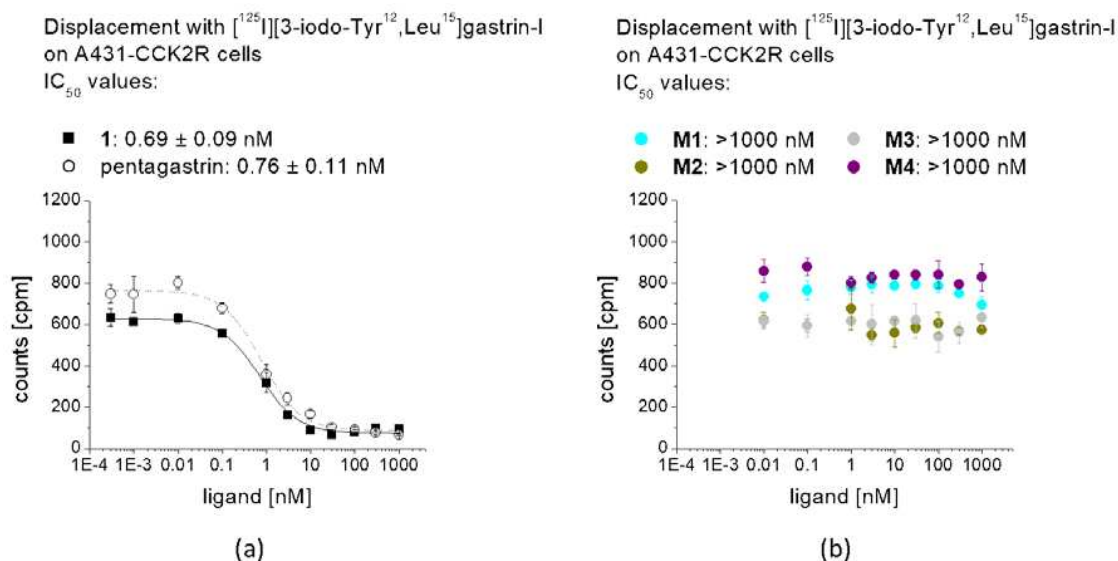 Displacement with [¹²⁵I][3-iodo-Tyr¹²,Leu¹⁵]gastrin-I
on A431-CCK2R cells
IC₅₀ values:
1: 0.69 ± 0.09 nM
pentagastrin: 0.76 ± 0.11 nM
1200
1000
800
600
400
200
0
counts [cpm]
1E-4 1E-3 0.01 0.1 1 10 100 1000
ligand [nM]
(a)
Displacement with [¹²⁵I][3-iodo-Tyr¹²,Leu¹⁵]gastrin-I
on A431-CCK2R cells
IC₅₀ values:
M1: >1000 nM M3: >1000 nM
M2: >1000 nM M4: >1000 nM
1200
1000
800
600
400
200
0
counts [cpm]
1E-4 1E-3 0.01 0.1 1 10 100 1000
ligand [nM]
(b)